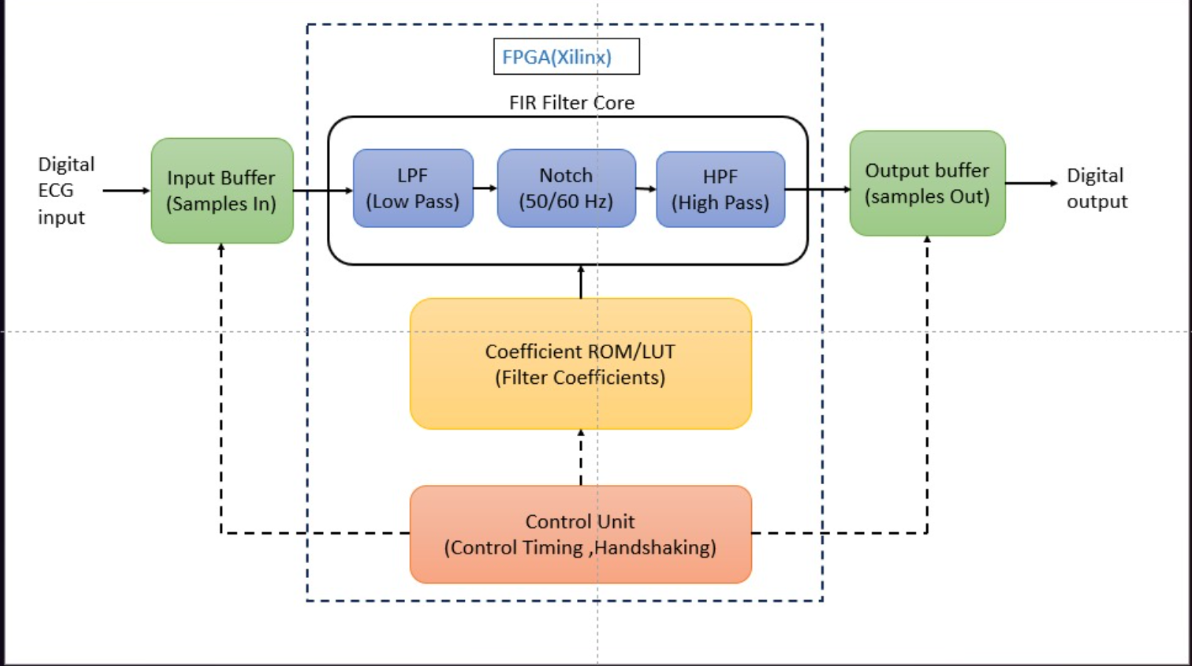 FPGA(Xilinx)
FIR Filter Core
Digital
ECG
input
Input Buffer
(Samples In)
LPF
(Low Pass)
Notch
(50/60 Hz)
HPF
(High Pass)
Output buffer
(samples Out)
Digital
output
Coefficient ROM/LUT
(Filter Coefficients)
Control Unit
(Control Timing ,Handshaking)